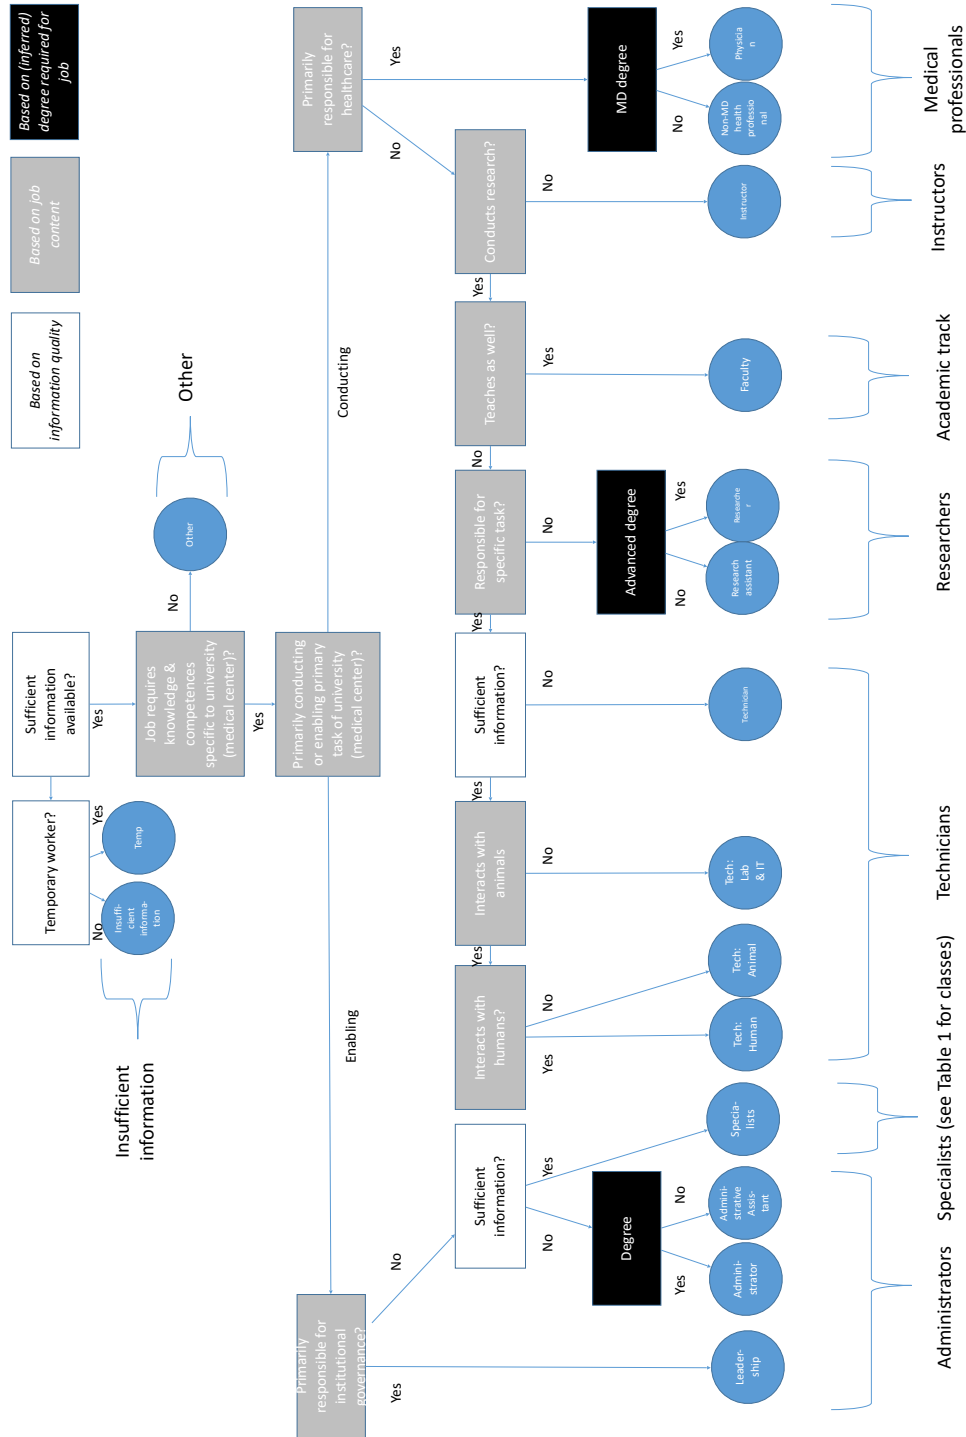 Based on
information quality
Based on job
content
Based on (inferred)
degree required for
job
Sufficient
information
available?
Yes
Temporary worker?
No
Yes
Insuffi-
cient
informa-
tion
Temp
Insufficient
information
Job requires
knowledge &
competences
specific to university
(medical center)?
No
Other
Other
Yes
Primarily conducting
or enabling primary
task of university
(medical center)?
Enabling
Conducting
Primarily
responsible for
institutional
governance?
Yes
No
Sufficient
information?
No
Yes
Degree
Yes
No
Leader-
ship
Admini-
strator
Admini-
strative
Assis-
tant
Specia-
lists
Primarily
responsible for
healthcare?
No
Yes
Interacts with
humans?
Yes
No
Yes
Interacts with
animals
No
Yes
Sufficient
information?
No
Yes
Responsible for
specific task?
No
No
Teaches as well?
Yes
Yes
Conducts research?
No
Advanced degree
No
Yes
MD degree
No
Yes
Tech:
Human
Tech:
Animal
Tech:
Lab
& IT
Technician
Research
assistant
Researche
r
Faculty
Instructor
Non-MD
health
professio
nal
Physicia
n
Administrators
Specialists (see Table 1 for classes)
Technicians
Researchers
Academic track
Instructors
Medical
professionals